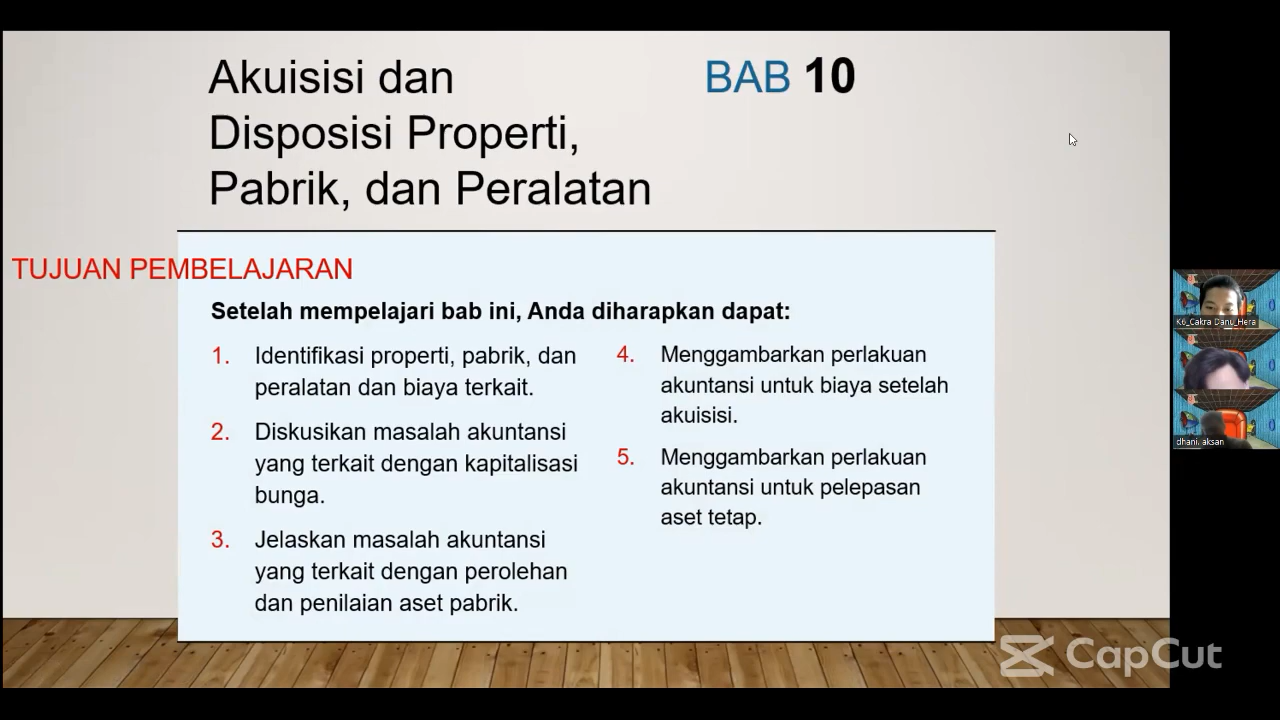 Akuisisi dan
Disposisi Properti,
Pabrik, dan Peralatan
BAB 10
TUJUAN PEMBELAJARAN
Setelah mempelajari bab ini, Anda diharapkan dapat:
1. Identifikasi properti, pabrik, dan
peralatan dan biaya terkait.
2. Diskusikan masalah akuntansi
yang terkait dengan kapitalisasi
bunga.
3. Jelaskan masalah akuntansi
yang terkait dengan perolehan
dan penilaian aset pabrik.
4. Menggambarkan perlakuan
akuntansi untuk biaya setelah
akuisisi.
5. Menggambarkan perlakuan
akuntansi untuk pelepasan
aset tetap.
K6_Cakra Danu_Hera
dhani. aksan
CapCut